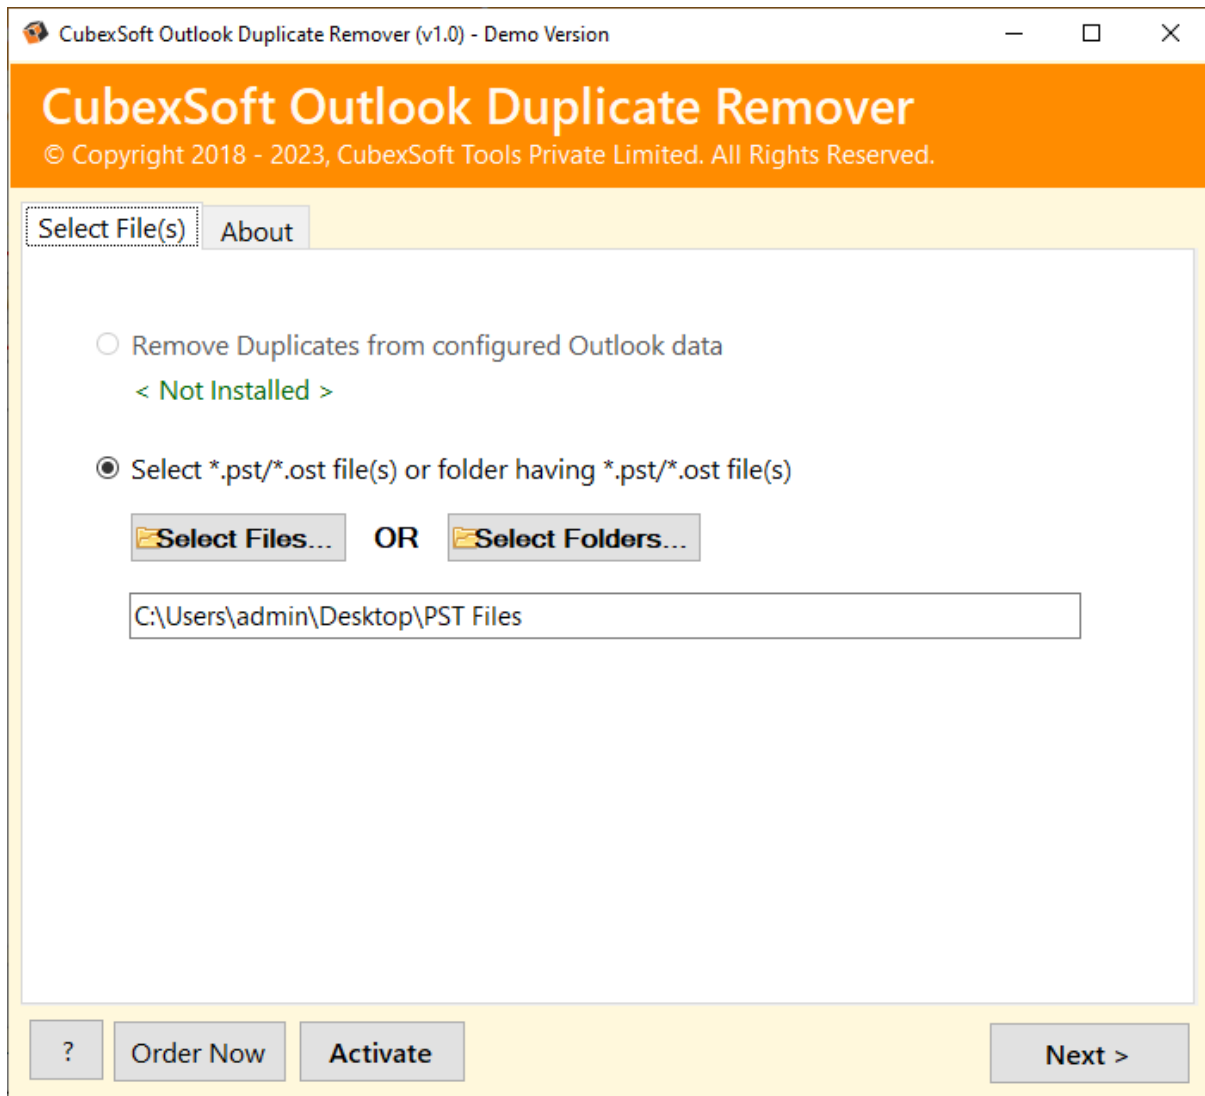 CubexSoft Outlook Duplicate Remover (v1.0) - Demo Version
CubexSoft Outlook Duplicate Remover
© Copyright 2018 - 2023, CubexSoft Tools Private Limited. All Rights Reserved.
Select File(s) About
Remove Duplicates from configured Outlook data
< Not Installed >
Select *.pst/*.ost file(s) or folder having *.pst/*.ost file(s)
Select Files... OR Select Folders...
C:\Users\admin\Desktop\PST Files
? Order Now Activate Next >